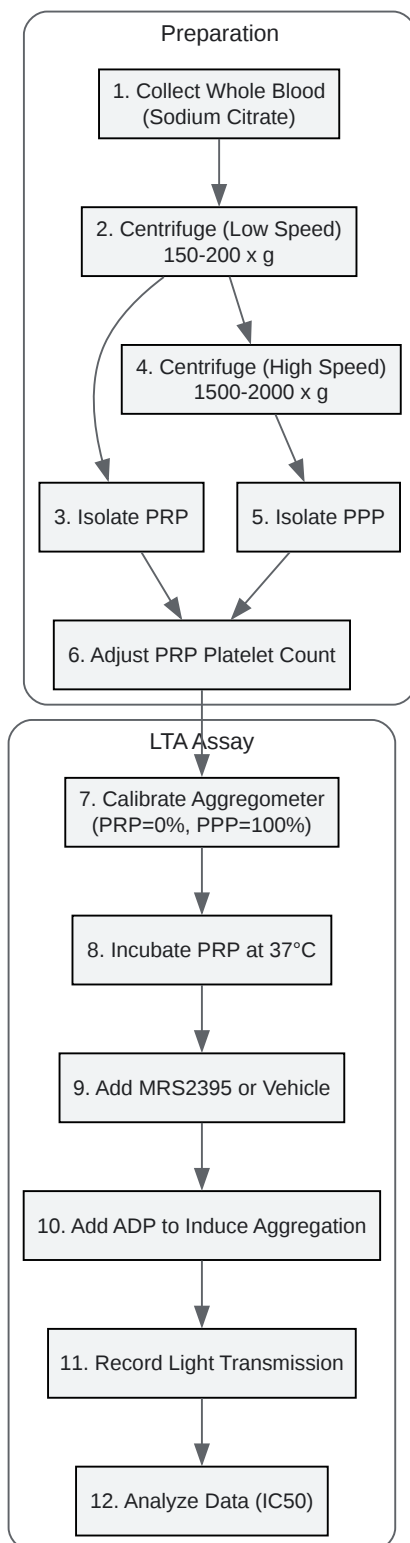 Preparation
1. Collect Whole Blood
(Sodium Citrate)
2. Centrifuge (Low Speed)
150-200 x g
4. Centrifuge (High Speed)
1500-2000 x g
3. Isolate PRP
5. Isolate PPP
6. Adjust PRP Platelet Count
LTA Assay
7. Calibrate Aggregometer
(PRP=0%, PPP=100%)
8. Incubate PRP at 37°C
9. Add MRS2395 or Vehicle
10. Add ADP to Induce Aggregation
11. Record Light Transmission
12. Analyze Data (IC50)